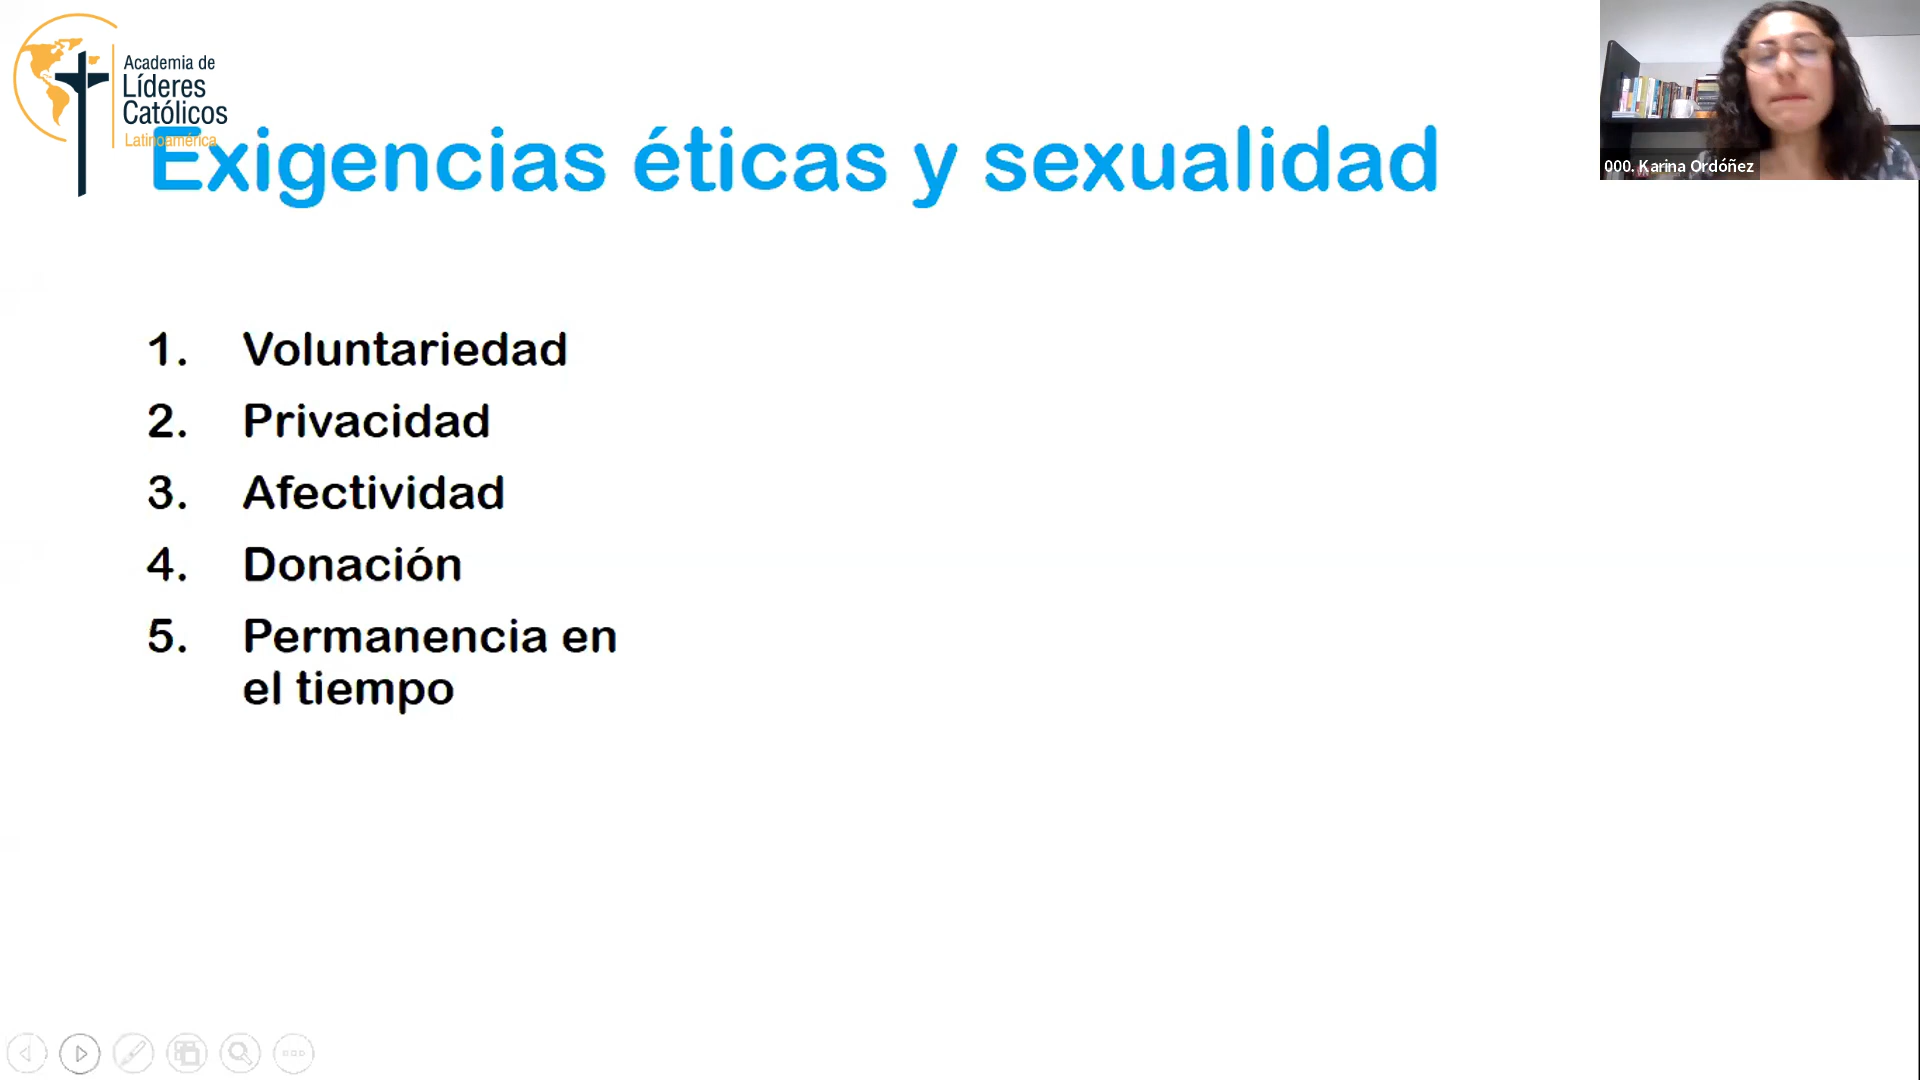 Academia de
Líderes
Católicos
Latinoamérica
Exigencias éticas y sexualidad
000. Karina Ordóñez
1. Voluntariedad
2. Privacidad
3. Afectividad
4. Donación
5. Permanencia en
el tiempo